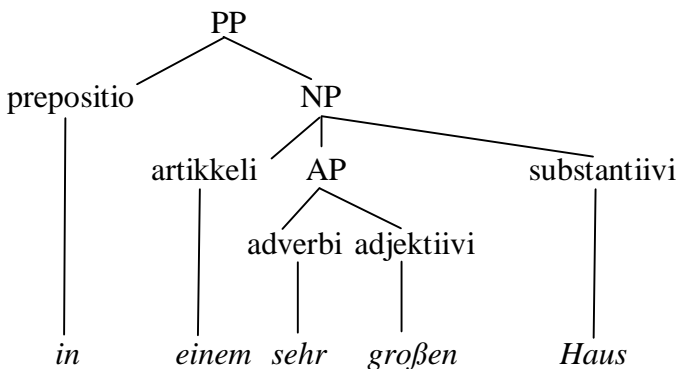 PP
prepositio NP
artikkeli AP substantiivi
adverbi adjektiivi
in einem sehr großen Haus